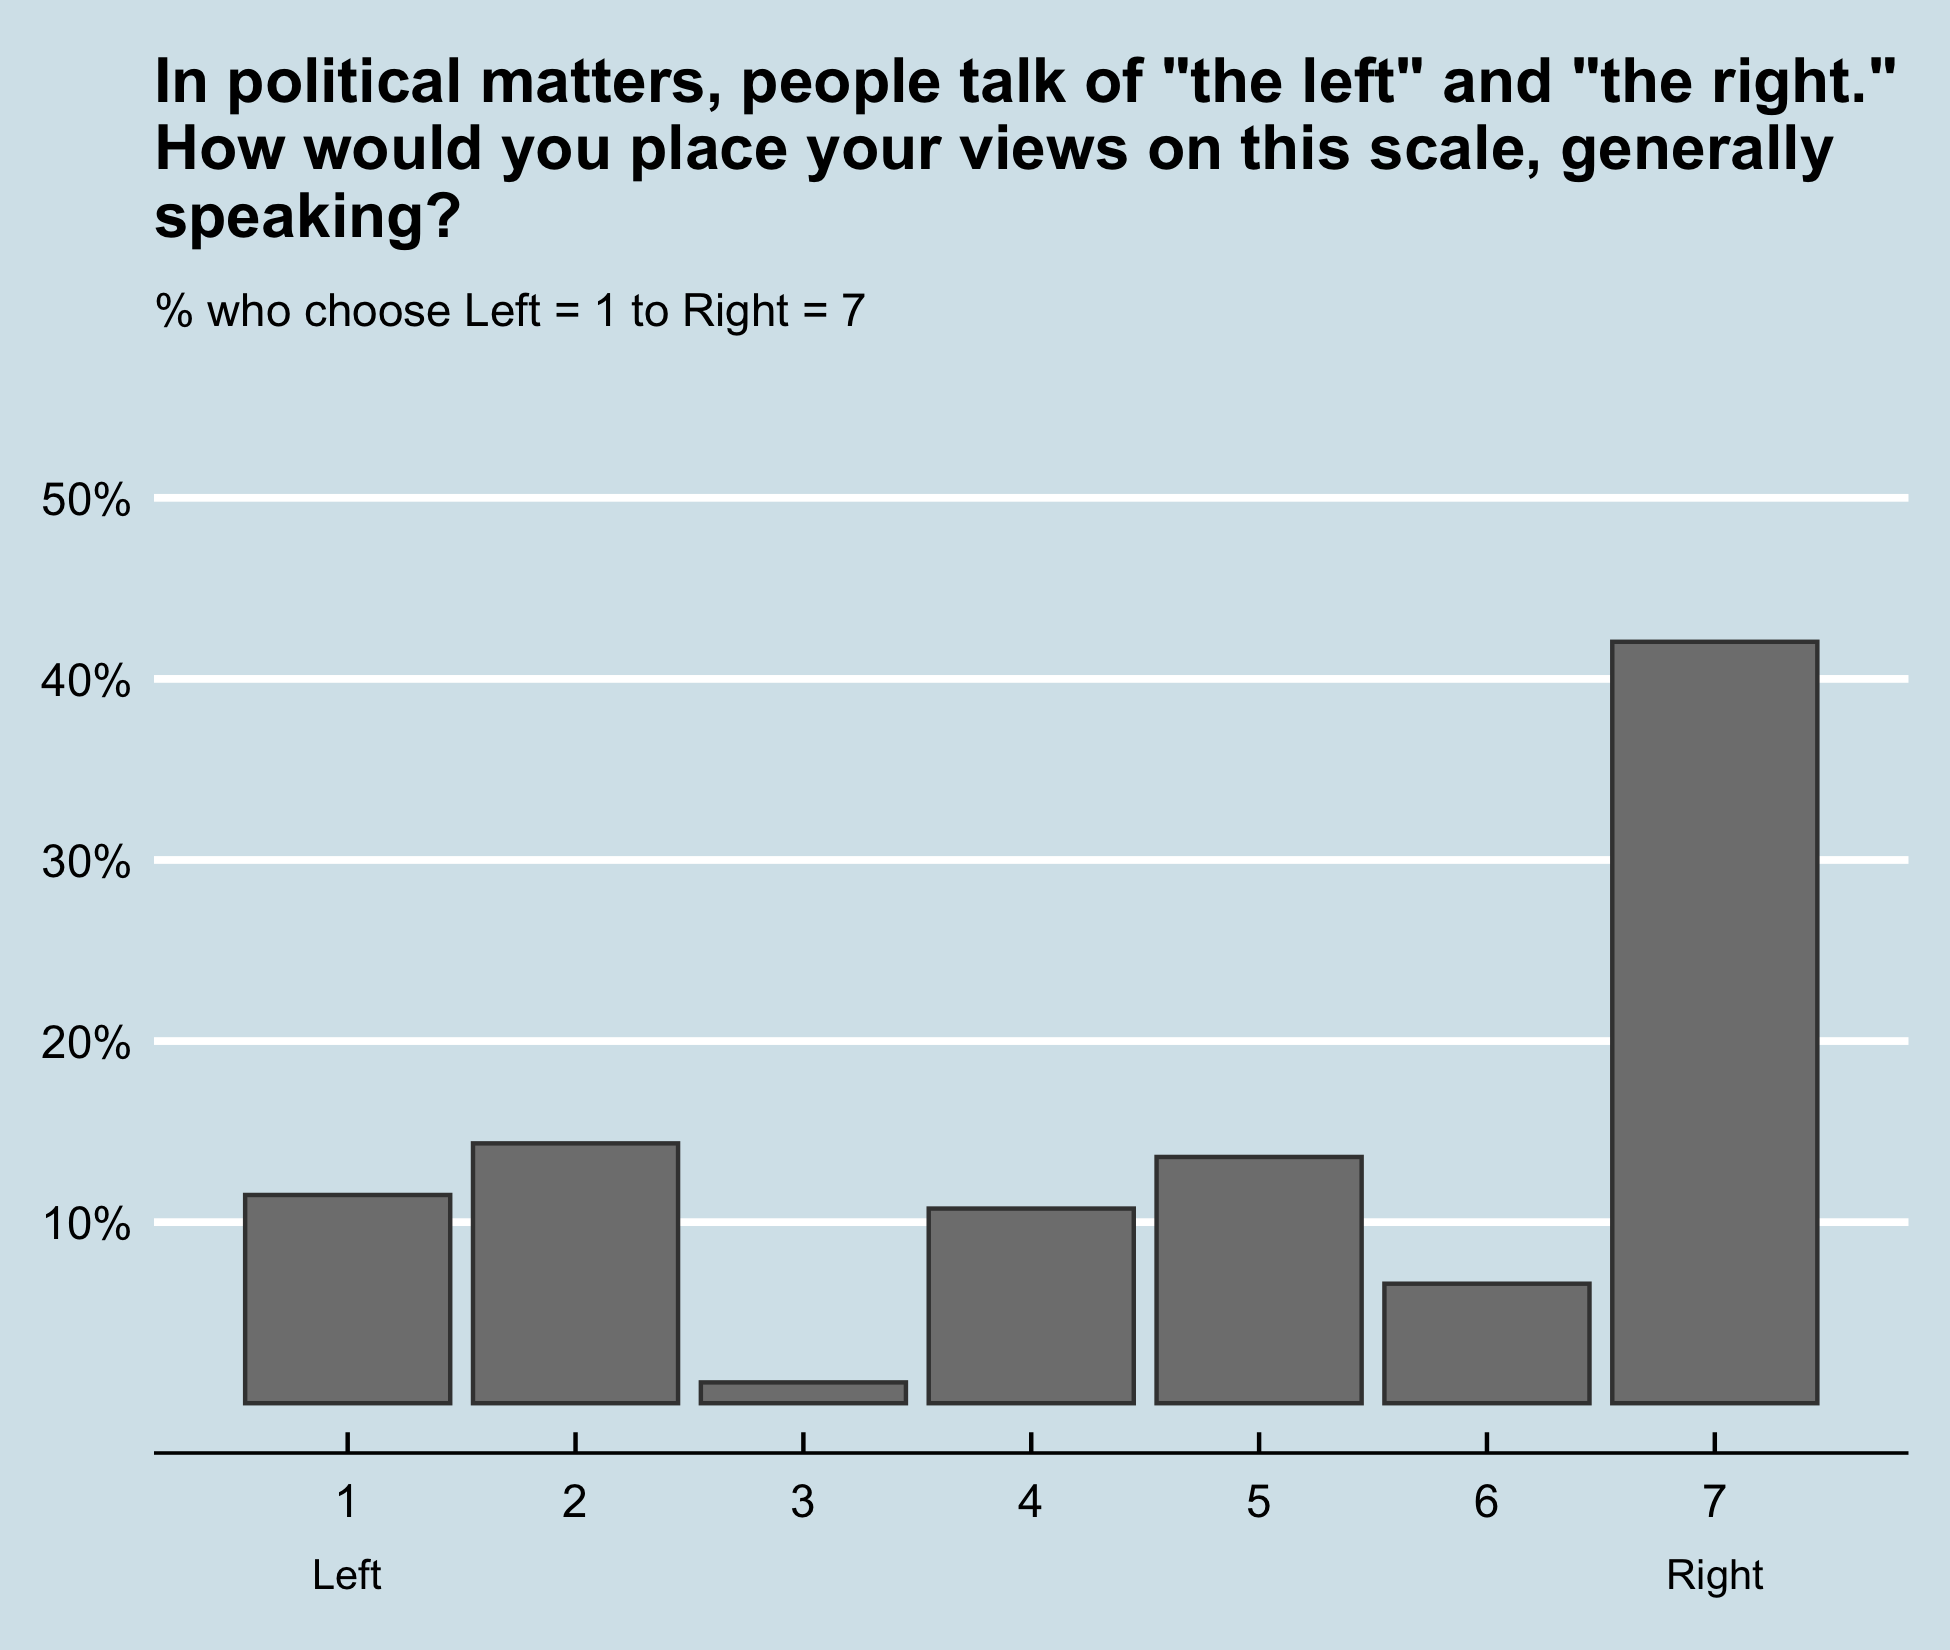 In political matters, people talk of "the left" and "the right."
How would you place your views on this scale, generally
speaking?
% who choose Left = 1 to Right = 7
50%
40%
30%
20%
10%
1 2 3 4 5 6 7
Left Right